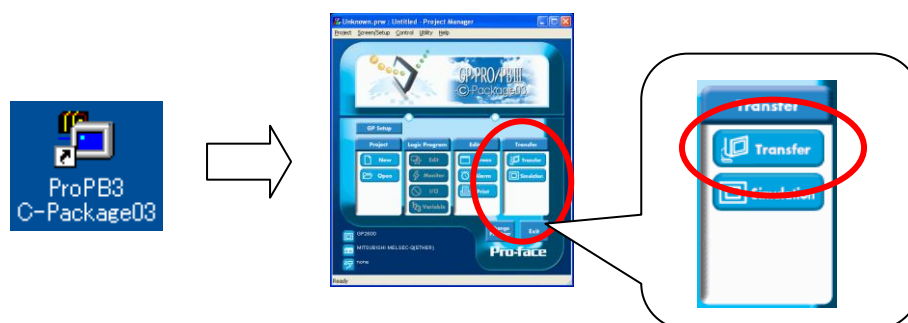 ProPB3
C-Package03
Unknown.prw : Untitled - Project Manager
Project Screen/Setup Control Utility Help
GP-PRO/PBIII
C-Package03
GP Setup
Project Logic Program Transfer
New Edit Screen Transfer
Open Monitor Alarm Simulation
I/O Print
Variable
Exit
GP2600
MITSUBISHI MELSEC-Q(ETHER)
none
Pro-face
Ready
Transfer
Transfer
Simulation